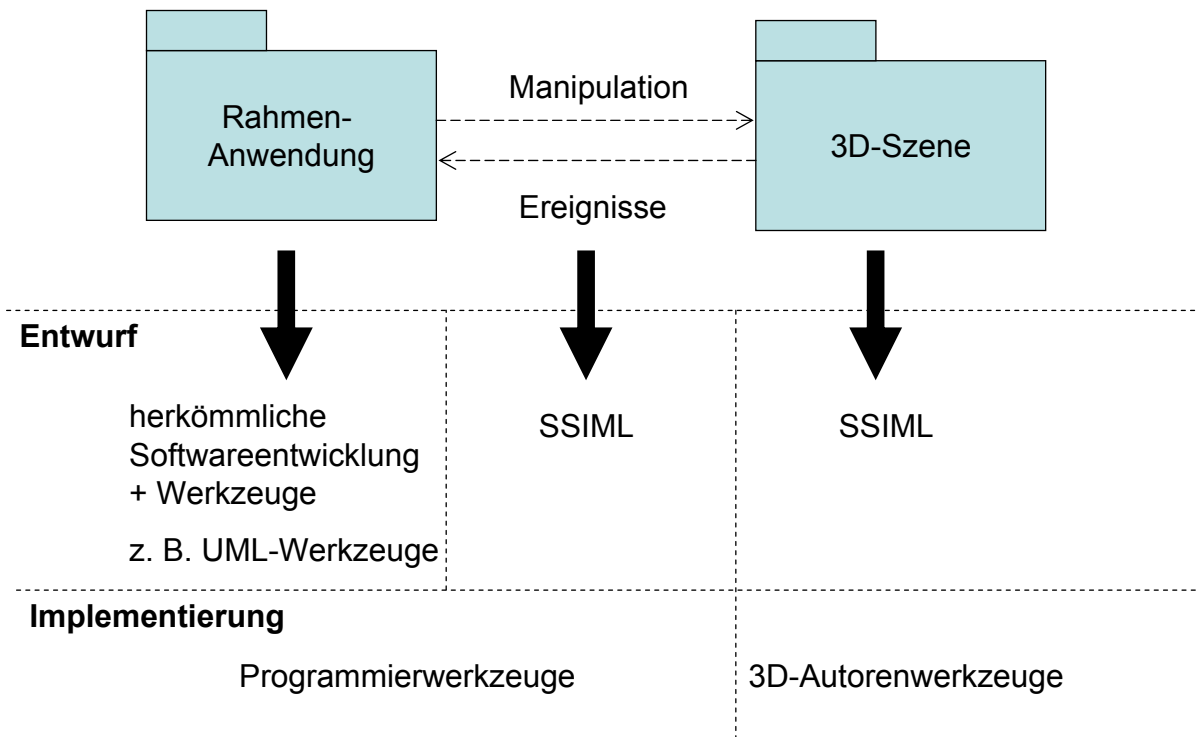 Manipulation
Rahmen-
Anwendung
3D-Szene
Ereignisse
Entwurf
herkömmliche
Softwareentwicklung
+ Werkzeuge
z. B. UML-Werkzeuge
SSIML
SSIML
Implementierung
Programmierwerkzeuge
3D-Autorenwerkzeuge